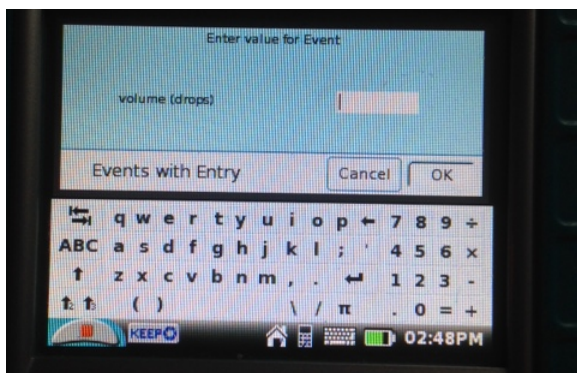 Enter value for Event
volume (drops)
Events with Entry Cancel OK
q w e r t y u i o p ← 7 8 9 ÷
ABC a s d f g h j k l ; ' 4 5 6 ×
↑ z x c v b n m , . ↵ 1 2 3 -
( ) \ / π . 0 = +
KEEP 02:48PM